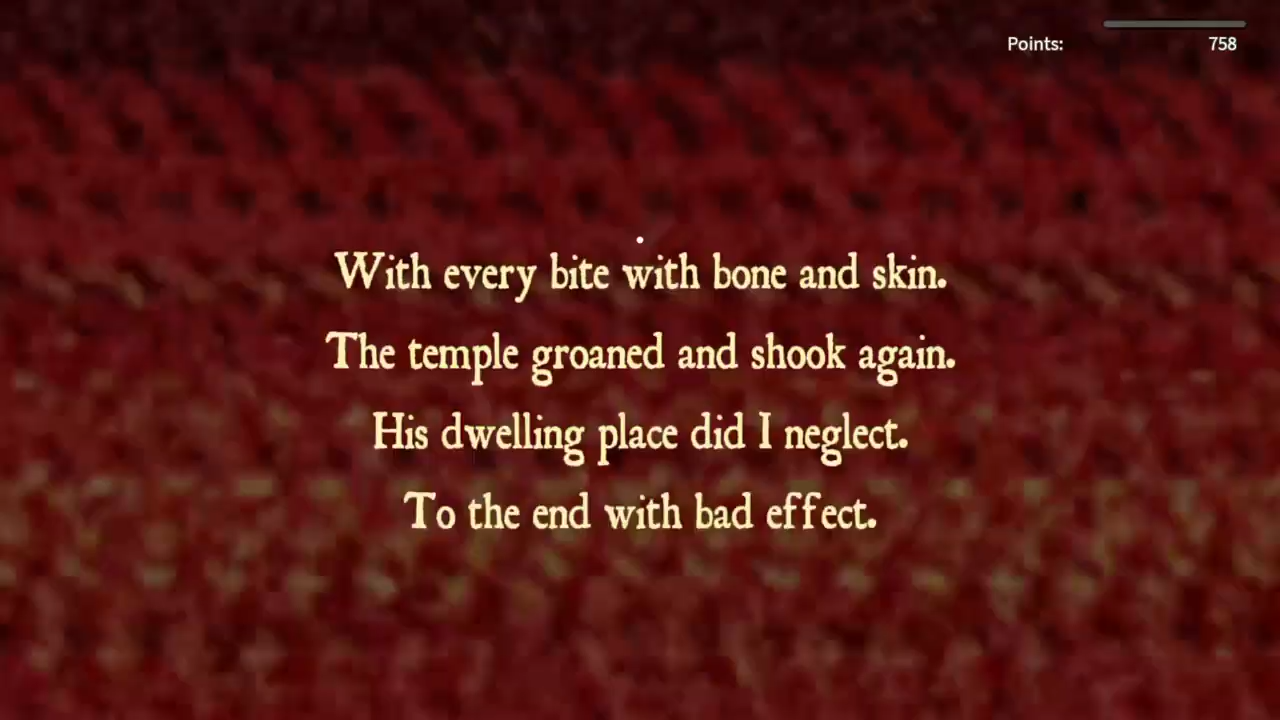 Points: 758
With every bite with bone and skin.
The temple groaned and shook again.
His dwelling place did I neglect.
To the end with bad effect.